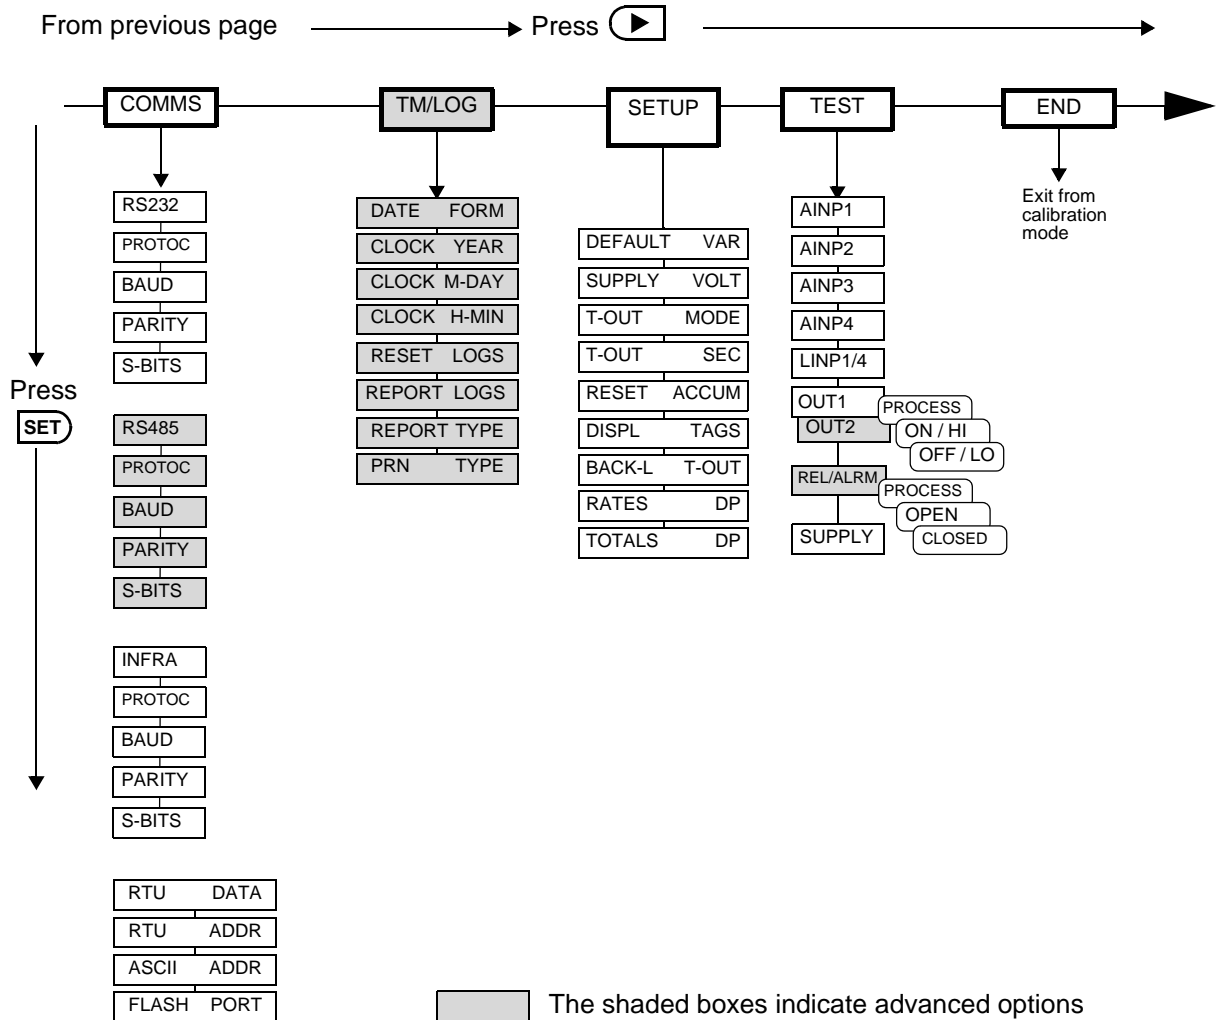 From previous page
Press
COMMS
TM/LOG
SETUP
TEST
END
Press
SET
RS232
PROTOC
BAUD
PARITY
S-BITS
RS485
PROTOC
BAUD
PARITY
S-BITS
INFRA
PROTOC
BAUD
PARITY
S-BITS
RTU DATA
RTU ADDR
ASCII ADDR
FLASH PORT
DATE FORM
CLOCK YEAR
CLOCK M-DAY
CLOCK H-MIN
RESET LOGS
REPORT LOGS
REPORT TYPE
PRN TYPE
DEFAULT VAR
SUPPLY VOLT
T-OUT MODE
T-OUT SEC
RESET ACCUM
DISPL TAGS
BACK-L T-OUT
RATES DP
TOTALS DP
AINP1
AINP2
AINP3
AINP4
LINP1/4
OUT1
OUT2
PROCESS
ON / HI
OFF / LO
REL/ALRM
PROCESS
OPEN
CLOSED
SUPPLY
Exit from
calibration
mode
The shaded boxes indicate advanced options